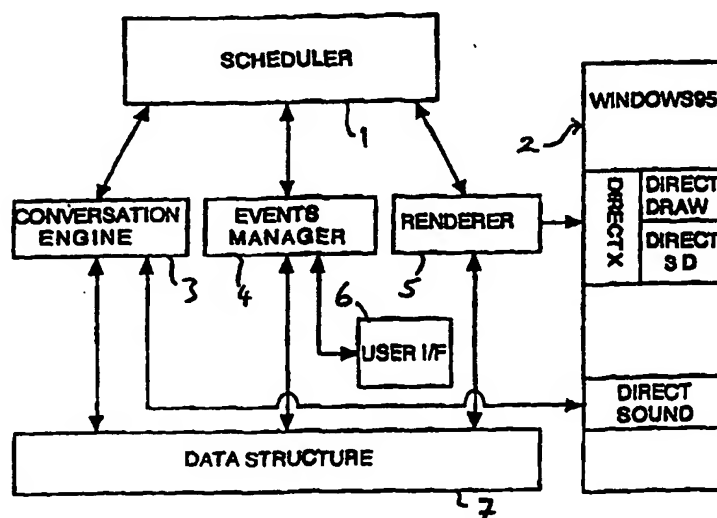 SCHEDULER
1
WINDOWS95
2
DIRECT X
DIRECT
DRAW
DIRECT
3 D
CONVERSATION
ENGINE
3
EVENTS
MANAGER
4
RENDERER
5
6
USER I/F
DIRECT
SOUND
DATA STRUCTURE
7